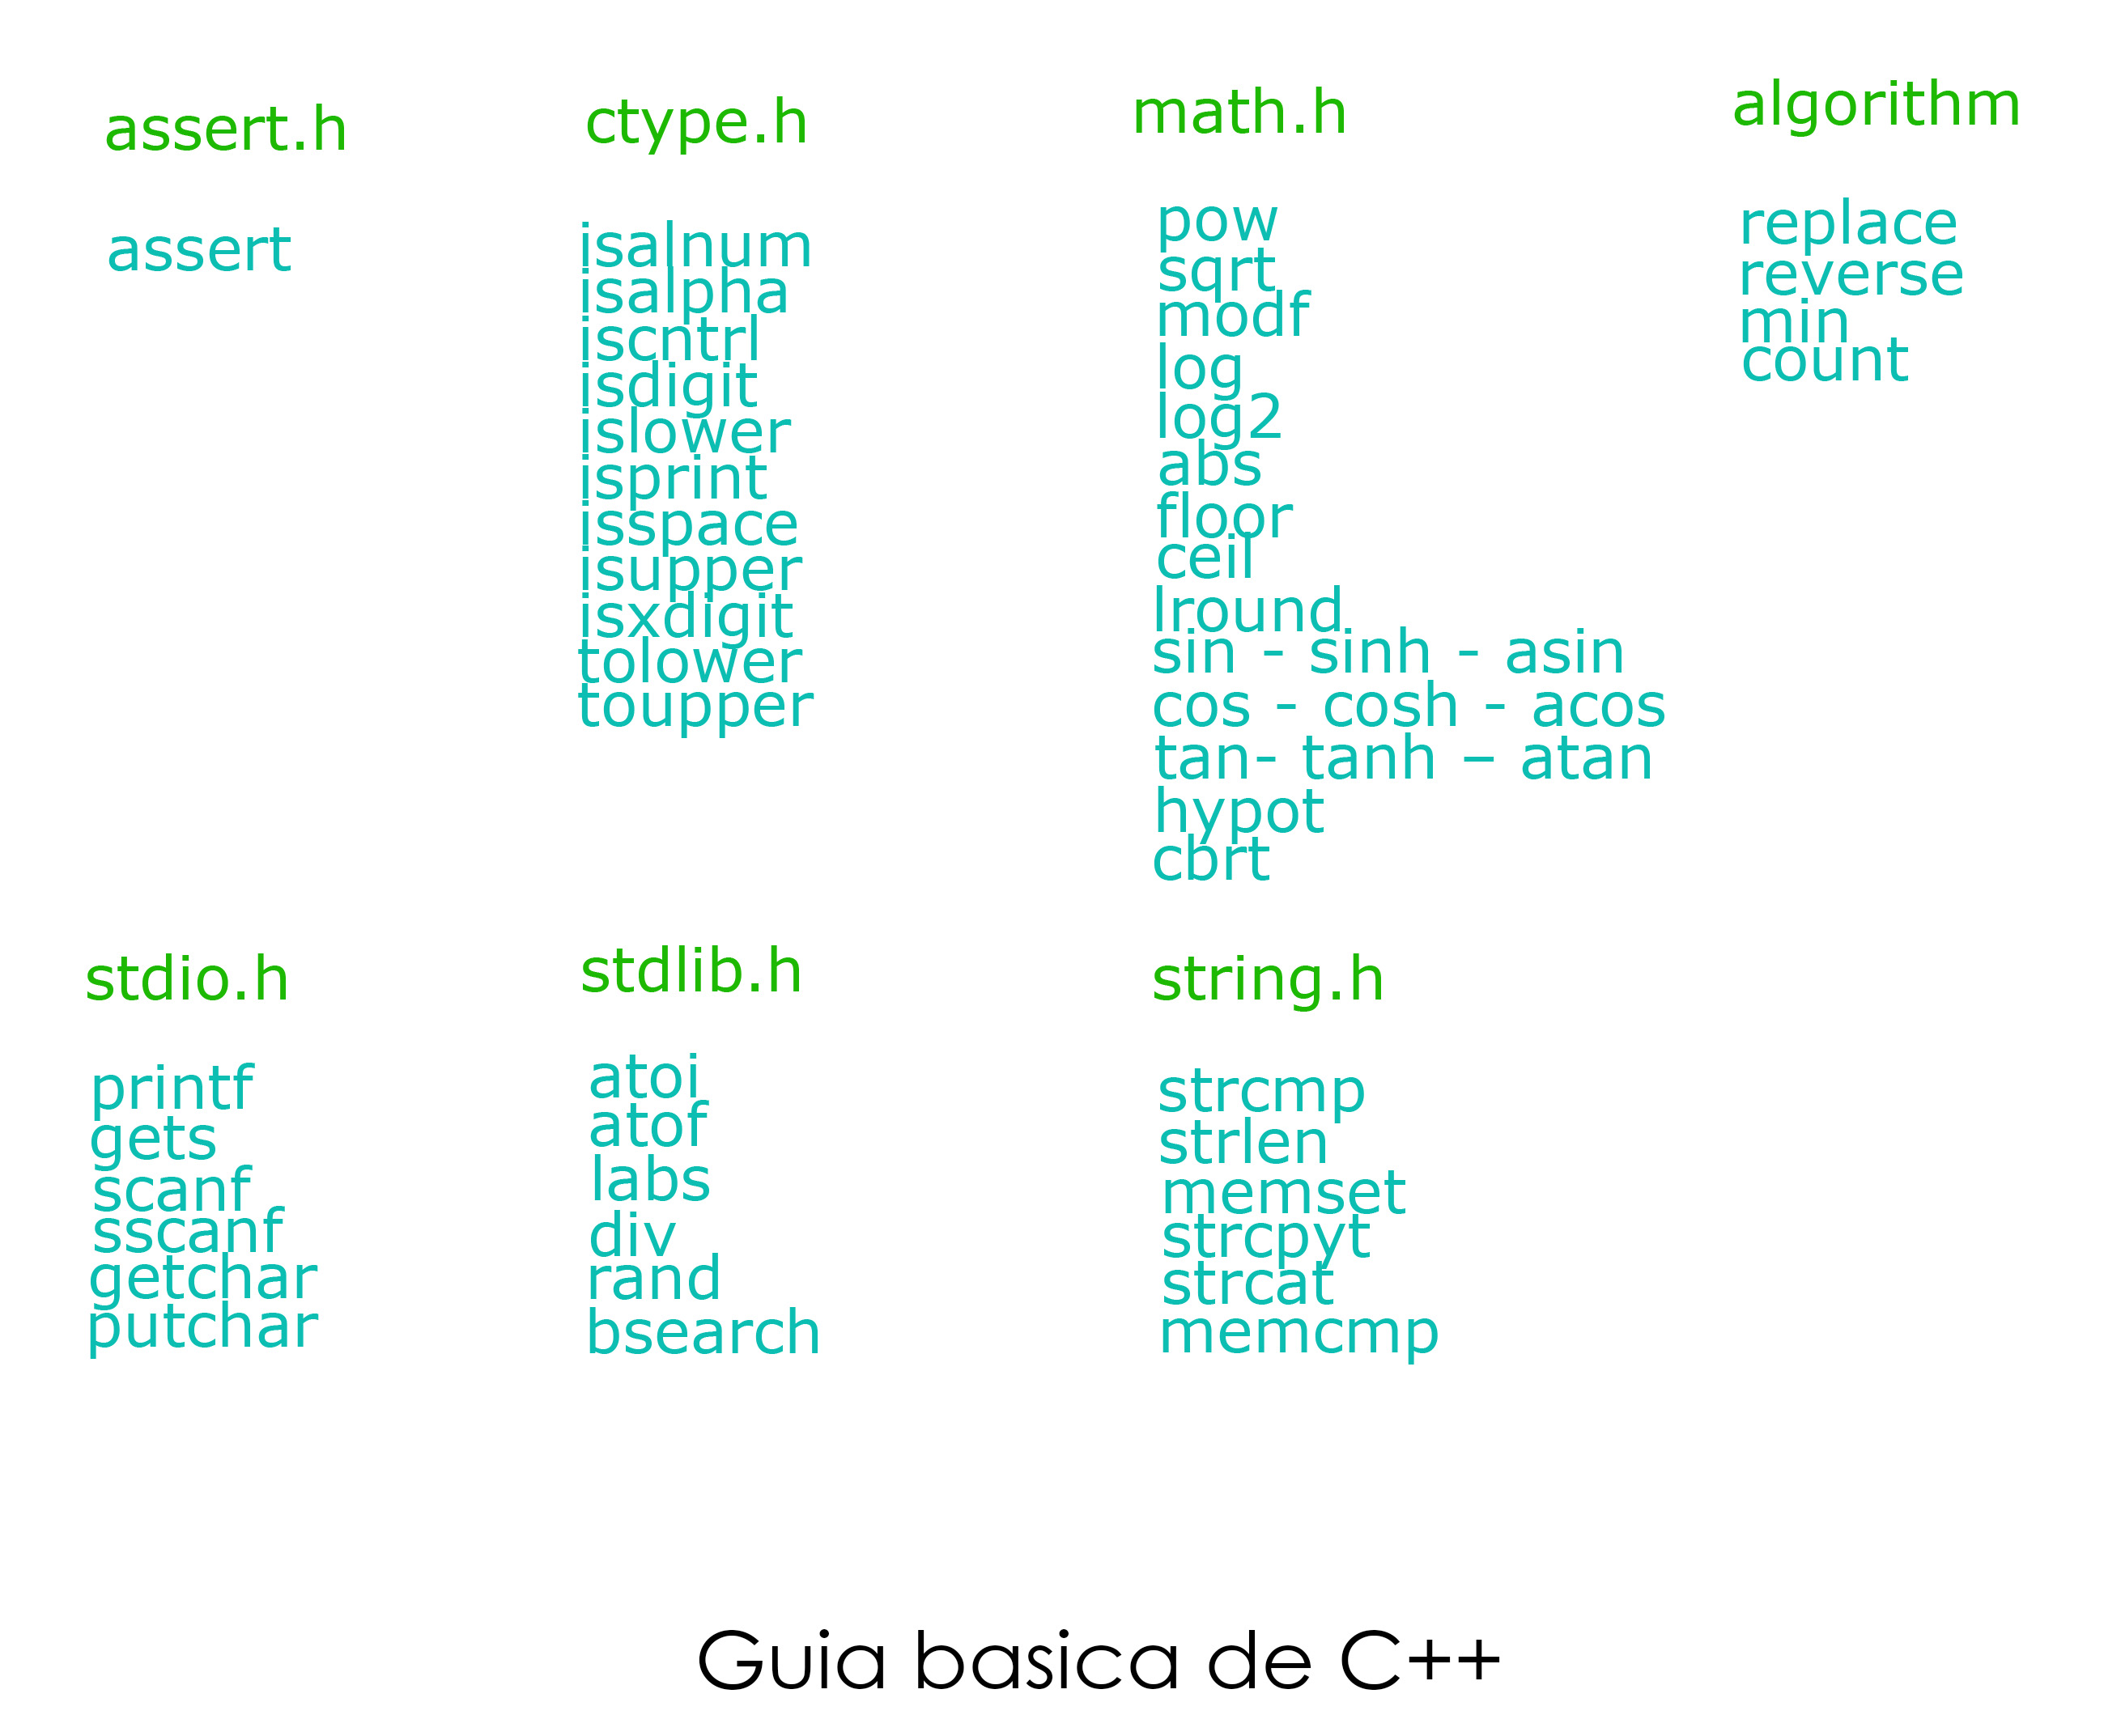 assert.h
assert
ctype.h
isalnum
isalpha
iscntrl
isdigit
islower
isprint
isspace
isupper
isxdigit
tolower
toupper
math.h
pow
sqrt
modf
log
log2
abs
floor
ceil
lround
sin - sinh - asin
cos - cosh - acos
tan- tanh – atan
hypot
cbrt
algorithm
replace
reverse
min
count
stdio.h
printf
gets
scanf
sscanf
getchar
putchar
stdlib.h
atoi
atof
labs
div
rand
bsearch
string.h
strcmp
strlen
memset
strcpyt
strcat
memcmp
Guia basica de C++